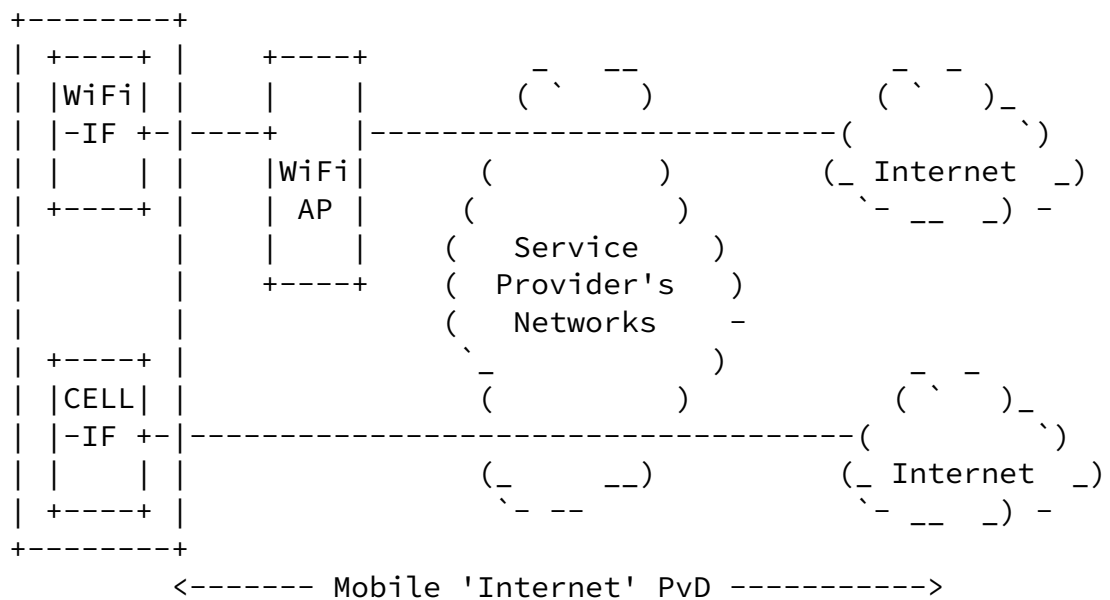 WiFi
-IF
WiFi
AP
Internet
Service
Provider's
Networks
CELL
-IF
Internet
<------- Mobile 'Internet' PvD ----------->